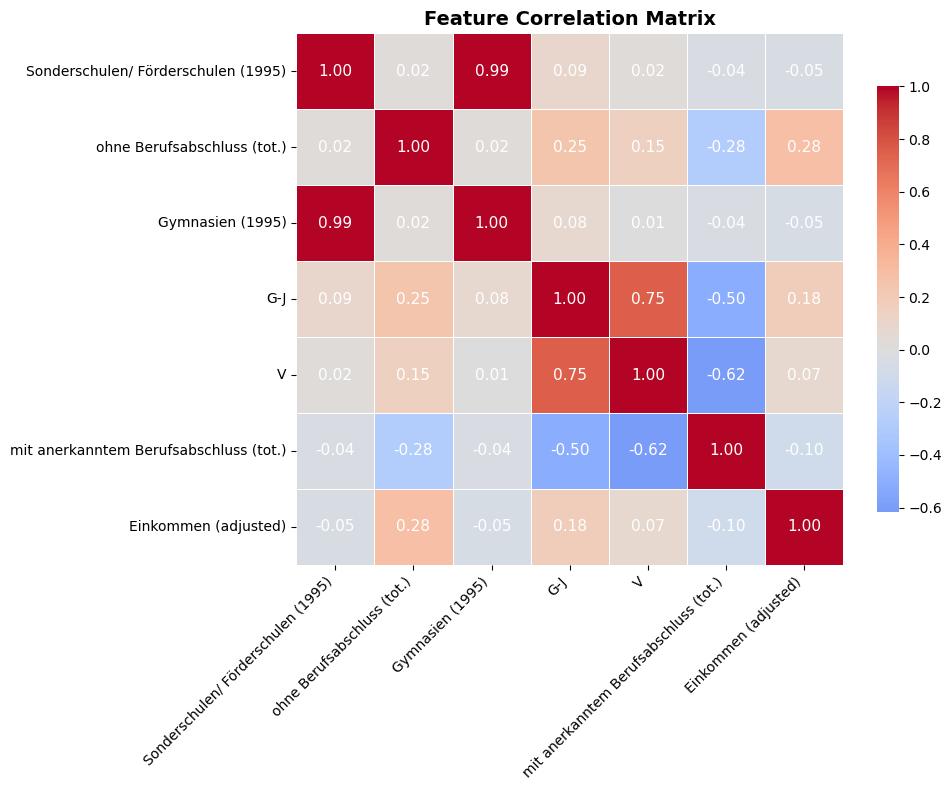 Feature Correlation Matrix
Sonderschulen/ Förderschulen (1995) 1.00 0.02 0.99 0.09 0.02 -0.04 -0.05
ohne Berufsabschluss (tot.) 0.02 1.00 0.02 0.25 0.15 -0.28 0.28
Gymnasien (1995) 0.99 0.02 1.00 0.08 0.01 -0.04 -0.05
G-J 0.09 0.25 0.08 1.00 0.75 -0.50 0.18
V 0.02 0.15 0.01 0.75 1.00 -0.62 0.07
mit anerkanntem Berufsabschluss (tot.) -0.04 -0.28 -0.04 -0.50 -0.62 1.00 -0.10
Einkommen (adjusted) -0.05 0.28 -0.05 0.18 0.07 -0.10 1.00
Sonderschulen/ Förderschulen (1995)
ohne Berufsabschluss (tot.)
Gymnasien (1995)
G-J
V
mit anerkanntem Berufsabschluss (tot.)
Einkommen (adjusted)
1.0
0.8
0.6
0.4
0.2
0.0
−0.2
−0.4
−0.6